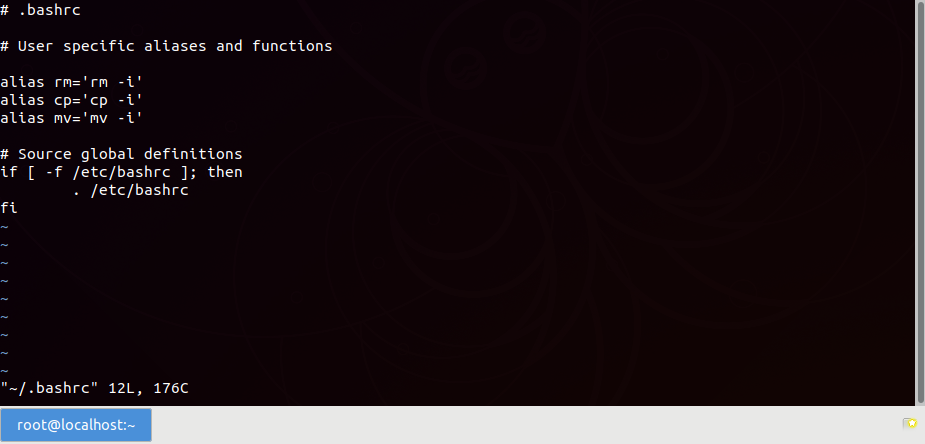 # .bashrc
# User specific aliases and functions
alias rm='rm -i'
alias cp='cp -i'
alias mv='mv -i'
# Source global definitions
if [ -f /etc/bashrc ]; then
        . /etc/bashrc
fi
~
~
~
~
~
~
~
~
~
"~/.bashrc" 12L, 176C
root@localhost:~